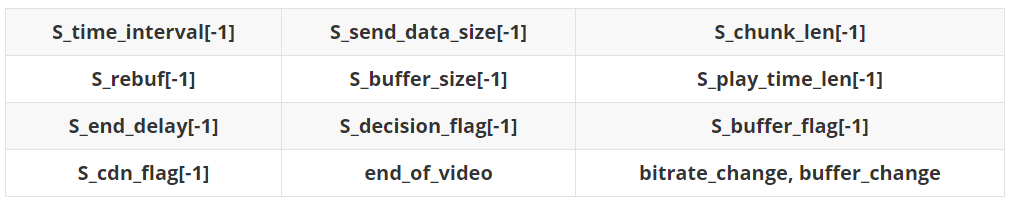 S_time_interval[-1] S_send_data_size[-1] S_chunk_len[-1]
S_rebuf[-1] S_buffer_size[-1] S_play_time_len[-1]
S_end_delay[-1] S_decision_flag[-1] S_buffer_flag[-1]
S_cdn_flag[-1] end_of_video bitrate_change, buffer_change